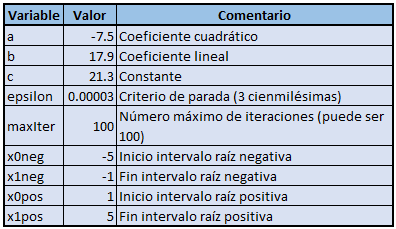 Variable Valor Comentario
a -7.5 Coeficiente cuadrático
b 17.9 Coeficiente lineal
c 21.3 Constante
epsilon 0.00003 Criterio de parada (3 cienmilésimas)
maxIter 100 Número máximo de iteraciones (puede ser
100)
x0neg -5 Inicio intervalo raíz negativa
x1neg -1 Fin intervalo raíz negativa
x0pos 1 Inicio intervalo raíz positiva
x1pos 5 Fin intervalo raíz positiva